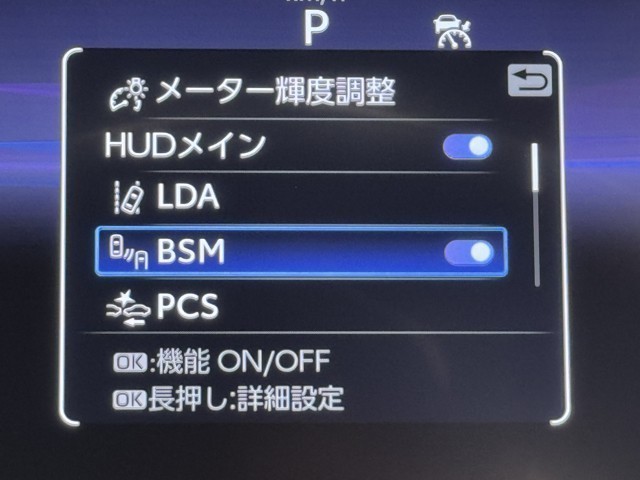 P
メーター輝度調整
HUDメイン
LDA
BSM
PCS
OK:機能 ON/OFF
OK長押し:詳細設定